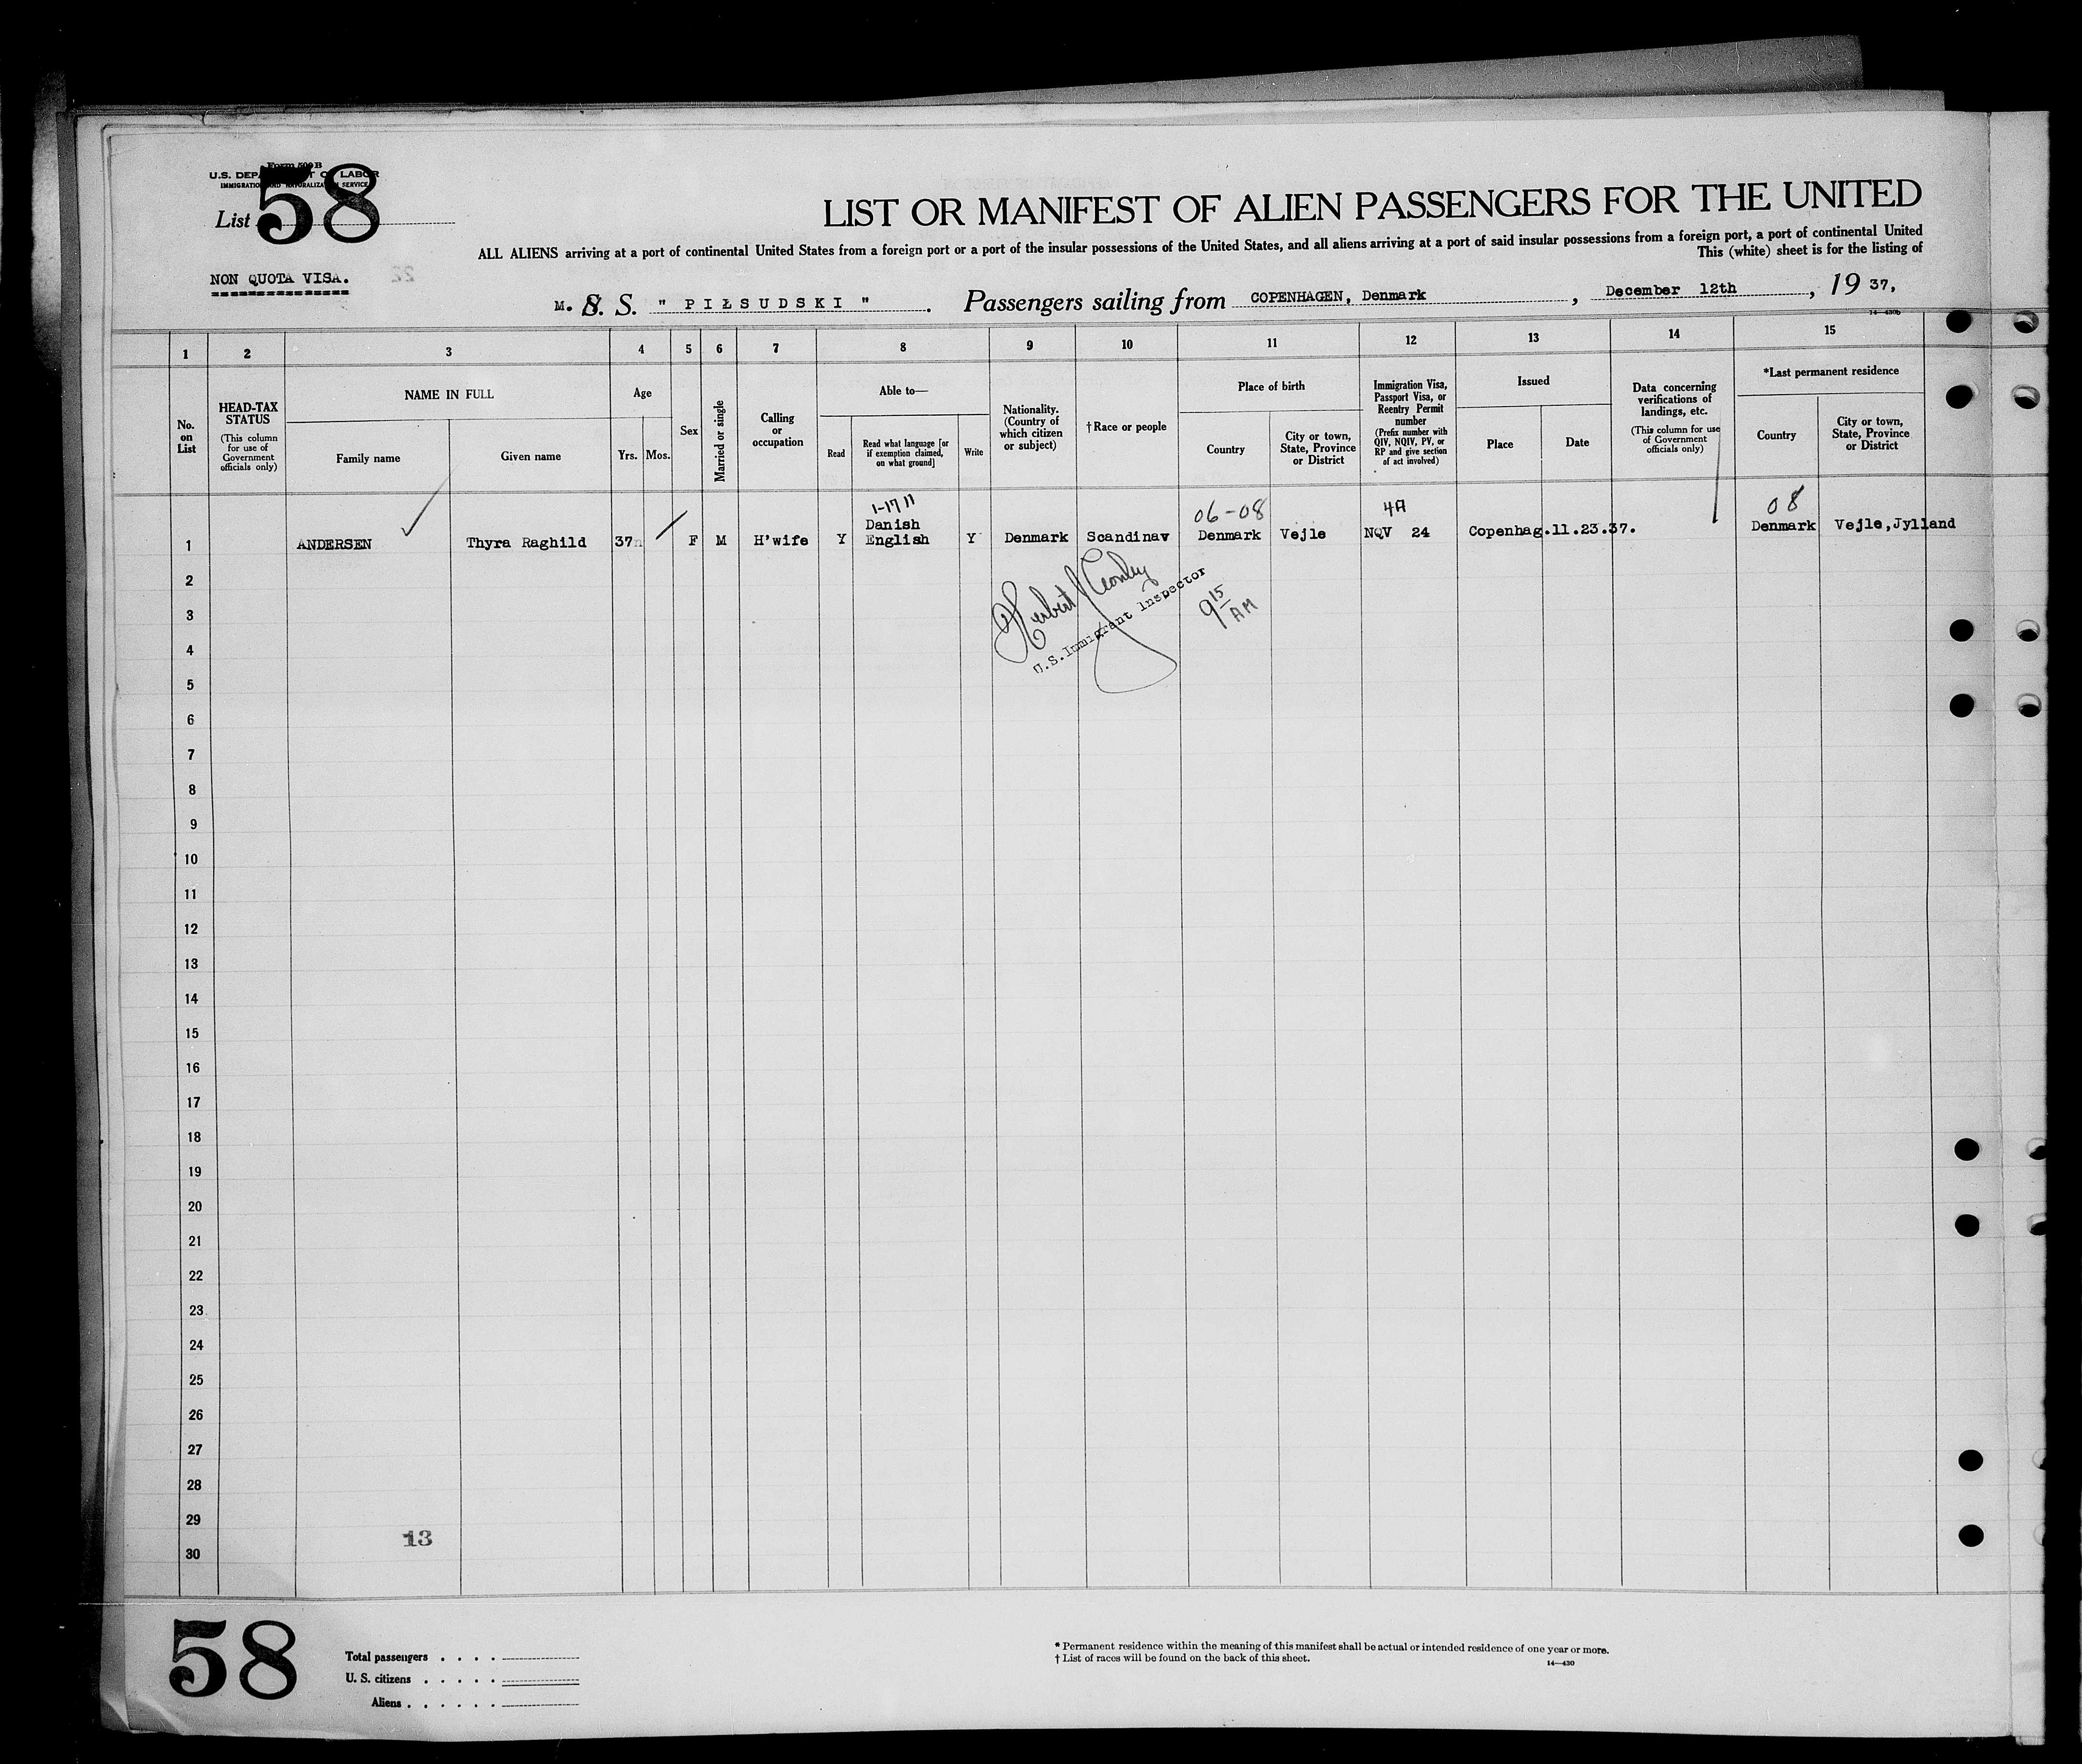 Form 500 B
U.S. DEPARTMENT OF LABOR
IMMIGRATION AND NATURALIZATION SERVICE
List 58
NON QUOTA VISA.
22
LIST OR MANIFEST OF ALIEN PASSENGERS FOR THE UNITED
ALL ALIENS arriving at a port of continental United States from a foreign port or a port of the insular possessions of the United States, and all aliens arriving at a port of said insular possessions from a foreign port, a port of continental United
This (white) sheet is for the listing of
M. S. S. " PIŁSUDSKI " . Passengers sailing from COPENHAGEN, Denmark , December 12th , 19 37,
1 2 3 4 5 6 7 8 9 10 11 12 13 14 15
No. on List
HEAD-TAX STATUS
(This column for use of Government officials only)
NAME IN FULL
Family name
Given name
Age
Yrs. Mos.
Sex
Married or single
Calling or occupation
Able to—
Read
Read what language [or if exemption claimed, on what ground]
Write
Nationality. (Country of which citizen or subject)
†Race or people
Place of birth
Country
City or town, State, Province or District
Immigration Visa, Passport Visa, or Reentry Permit number
(Prefix number with QIV, NQIV, PV, or RP and give section of act involved)
Issued
Place
Date
Data concerning verifications of landings, etc.
(This column for use of Government officials only)
*Last permanent residence
Country
City or town, State, Province or District
1-17 11 06-08 4A 08
1 ANDERSEN Thyra Raghild 37 F M H'wife Y Danish English Y Denmark Scandinav Denmark Vejle NQV 24 Copenhag.11.23.37. Denmark Vejle,Jylland
Herbert Conley
U.S.Immigrant Inspector
9 15 AM
2
3
4
5
6
7
8
9
10
11
12
13
14
15
16
17
18
19
20
21
22
23
24
25
26
27
28
29
13
30
58
Total passengers . . . .
U. S. citizens . . . . .
Aliens . . . . . .
* Permanent residence within the meaning of this manifest shall be actual or intended residence of one year or more.
† List of races will be found on the back of this sheet.
14—430